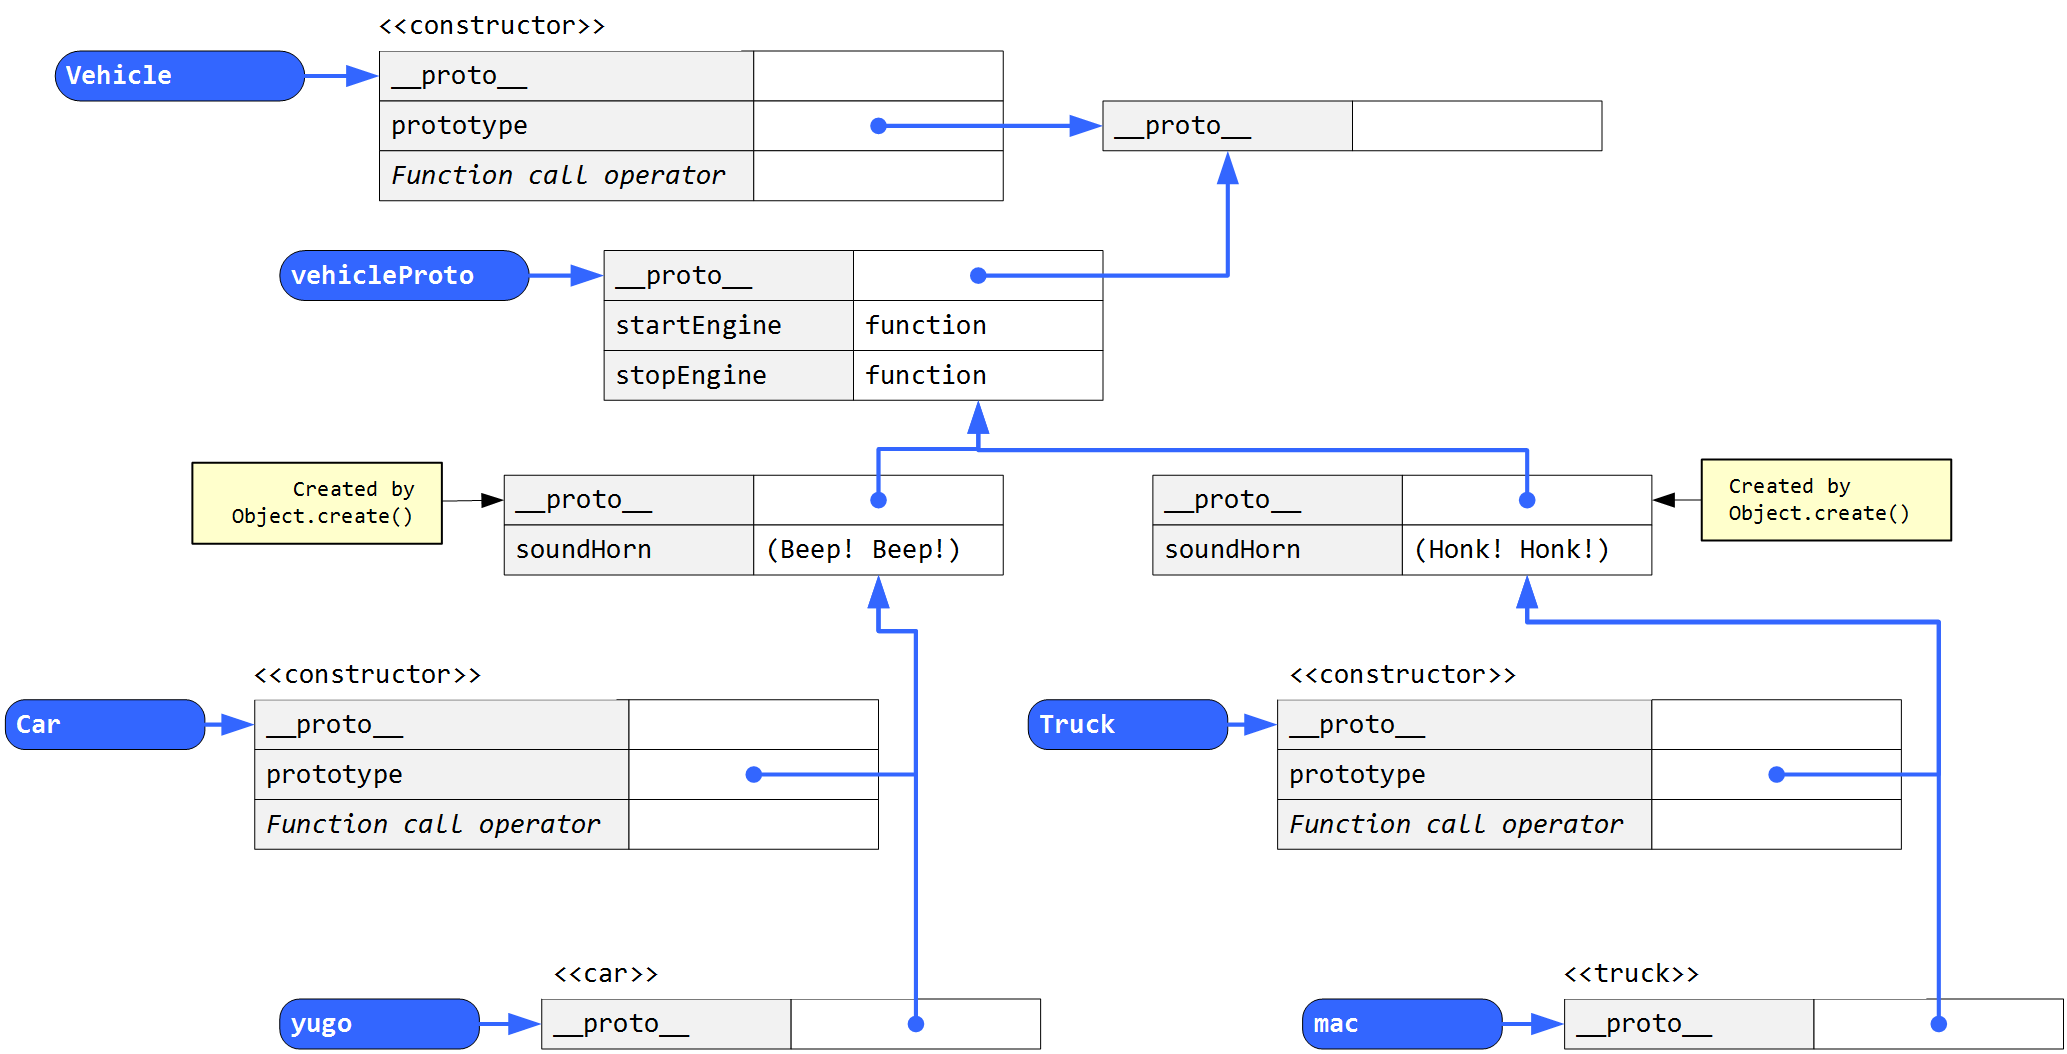 <<constructor>>
Vehicle
__proto__
prototype
__proto__
Function call operator
vehicleProto
__proto__
startEngine function
stopEngine function
Created by
Object.create()
__proto__
soundHorn (Beep! Beep!)
__proto__
soundHorn (Honk! Honk!)
Created by
Object.create()
<<constructor>>
Car
__proto__
prototype
Function call operator
<<constructor>>
Truck
__proto__
prototype
Function call operator
<<car>>
yugo
__proto__
<<truck>>
mac
__proto__